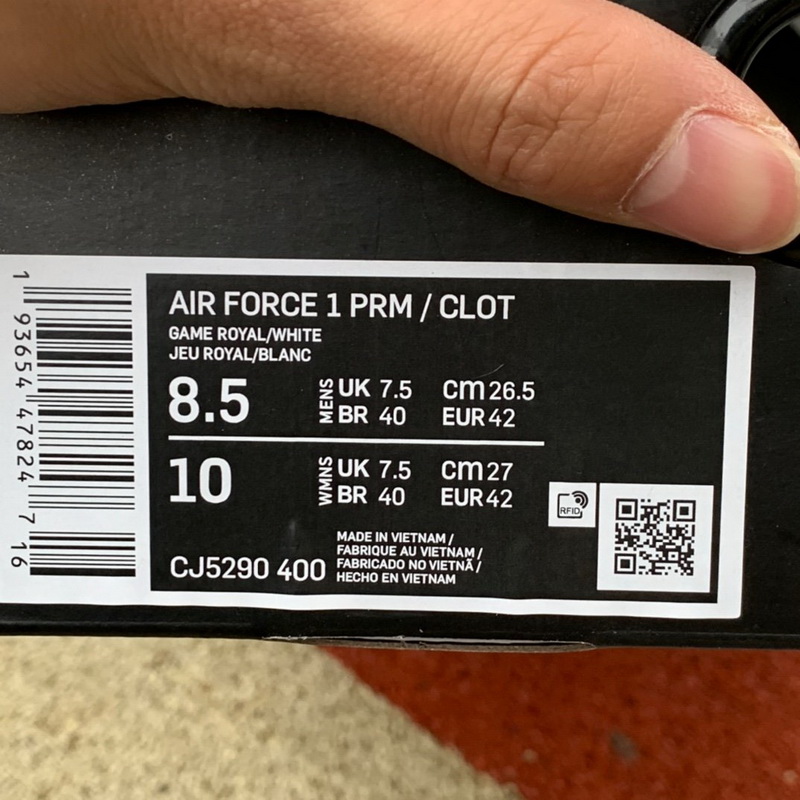 AIR FORCE 1 PRM / CLOT
GAME ROYAL/WHITE
JEU ROYAL/BLANC
8.5 MENS UK 7.5 cm 26.5
BR 40 EUR 42
10 WMNS UK 7.5 cm 27
BR 40 EUR 42
CJ5290 400
MADE IN VIETNAM /
FABRIQUE AU VIETNAM /
FABRICADO NO VIETNÃ /
HECHO EN VIETNAM
RFID
1 93654 47824 7 16